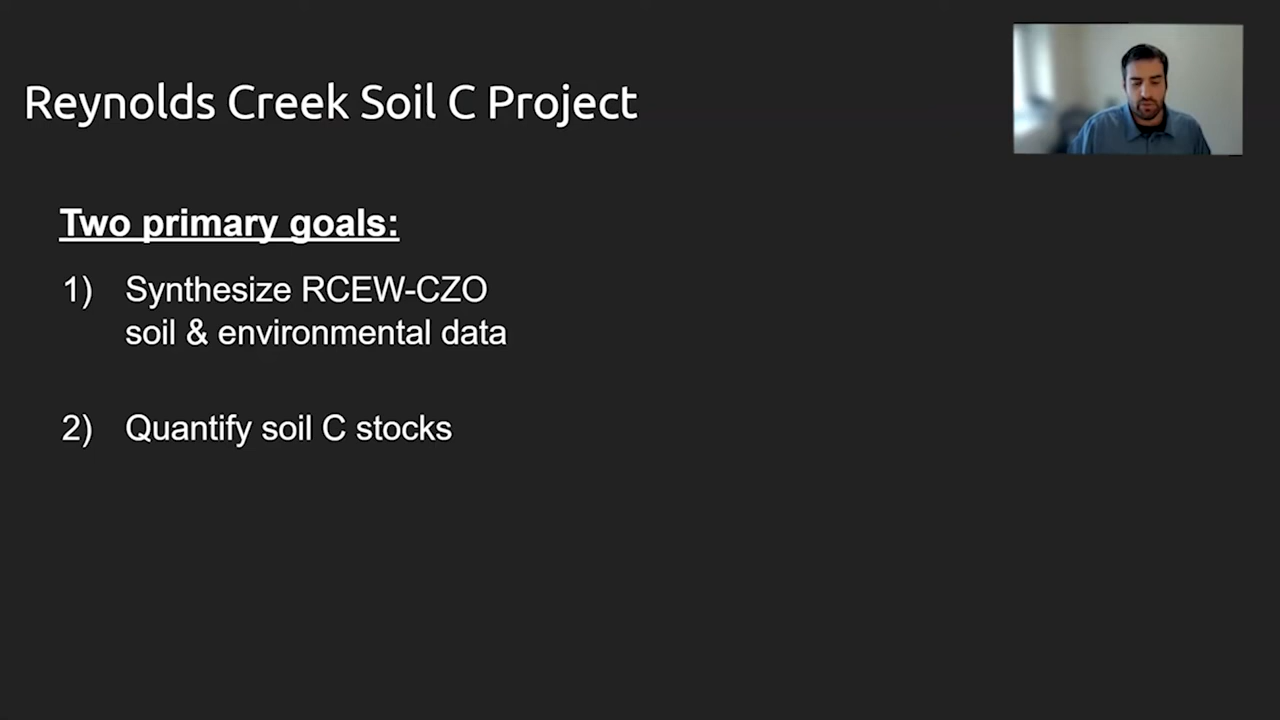 Reynolds Creek Soil C Project
Two primary goals:
1) Synthesize RCEW-CZO
soil & environmental data
2) Quantify soil C stocks